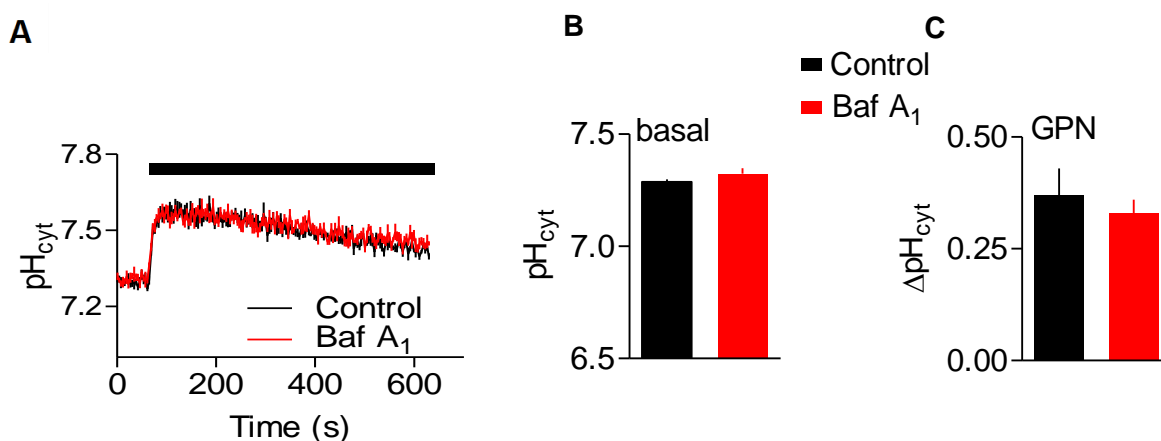 A
7.8
7.5
7.2
pHcyt
Control
Baf A1
0
200
400
600
Time (s)
B
Control
Baf A1
7.5
7.0
6.5
pHcyt
basal
C
0.50
0.25
0.00
ΔpHcyt
GPN